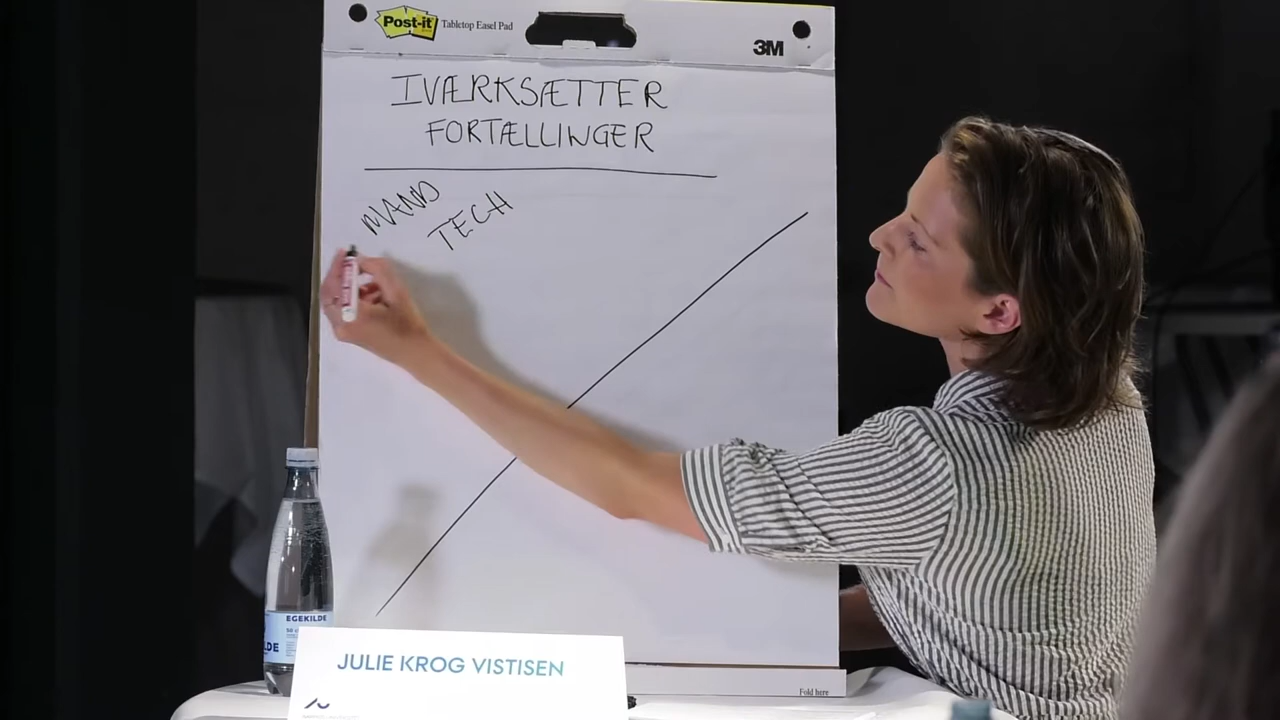 Post-it Tabletop Easel Pad
3M
IVÆRKSÆTTER
FORTÆLLINGER
MAND
TECH
EGEKILDE
JULIE KROG VISTISEN
Fold here